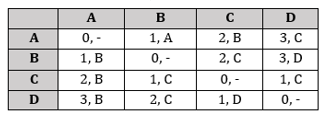 A B C D
A 0, - 1, A 2, B 3, C
B 1, B 0, - 2, C 3, D
C 2, B 1, C 0, - 1, C
D 3, B 2, C 1, D 0, -